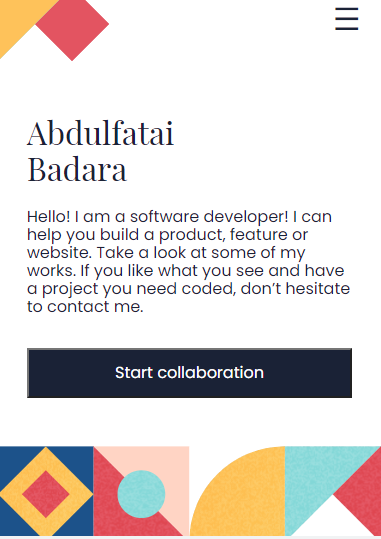 Abdulfatai
Badara
Hello! I am a software developer! I can
help you build a product, feature or
website. Take a look at some of my
works. If you like what you see and have
a project you need coded, don’t hesitate
to contact me.
Start collaboration